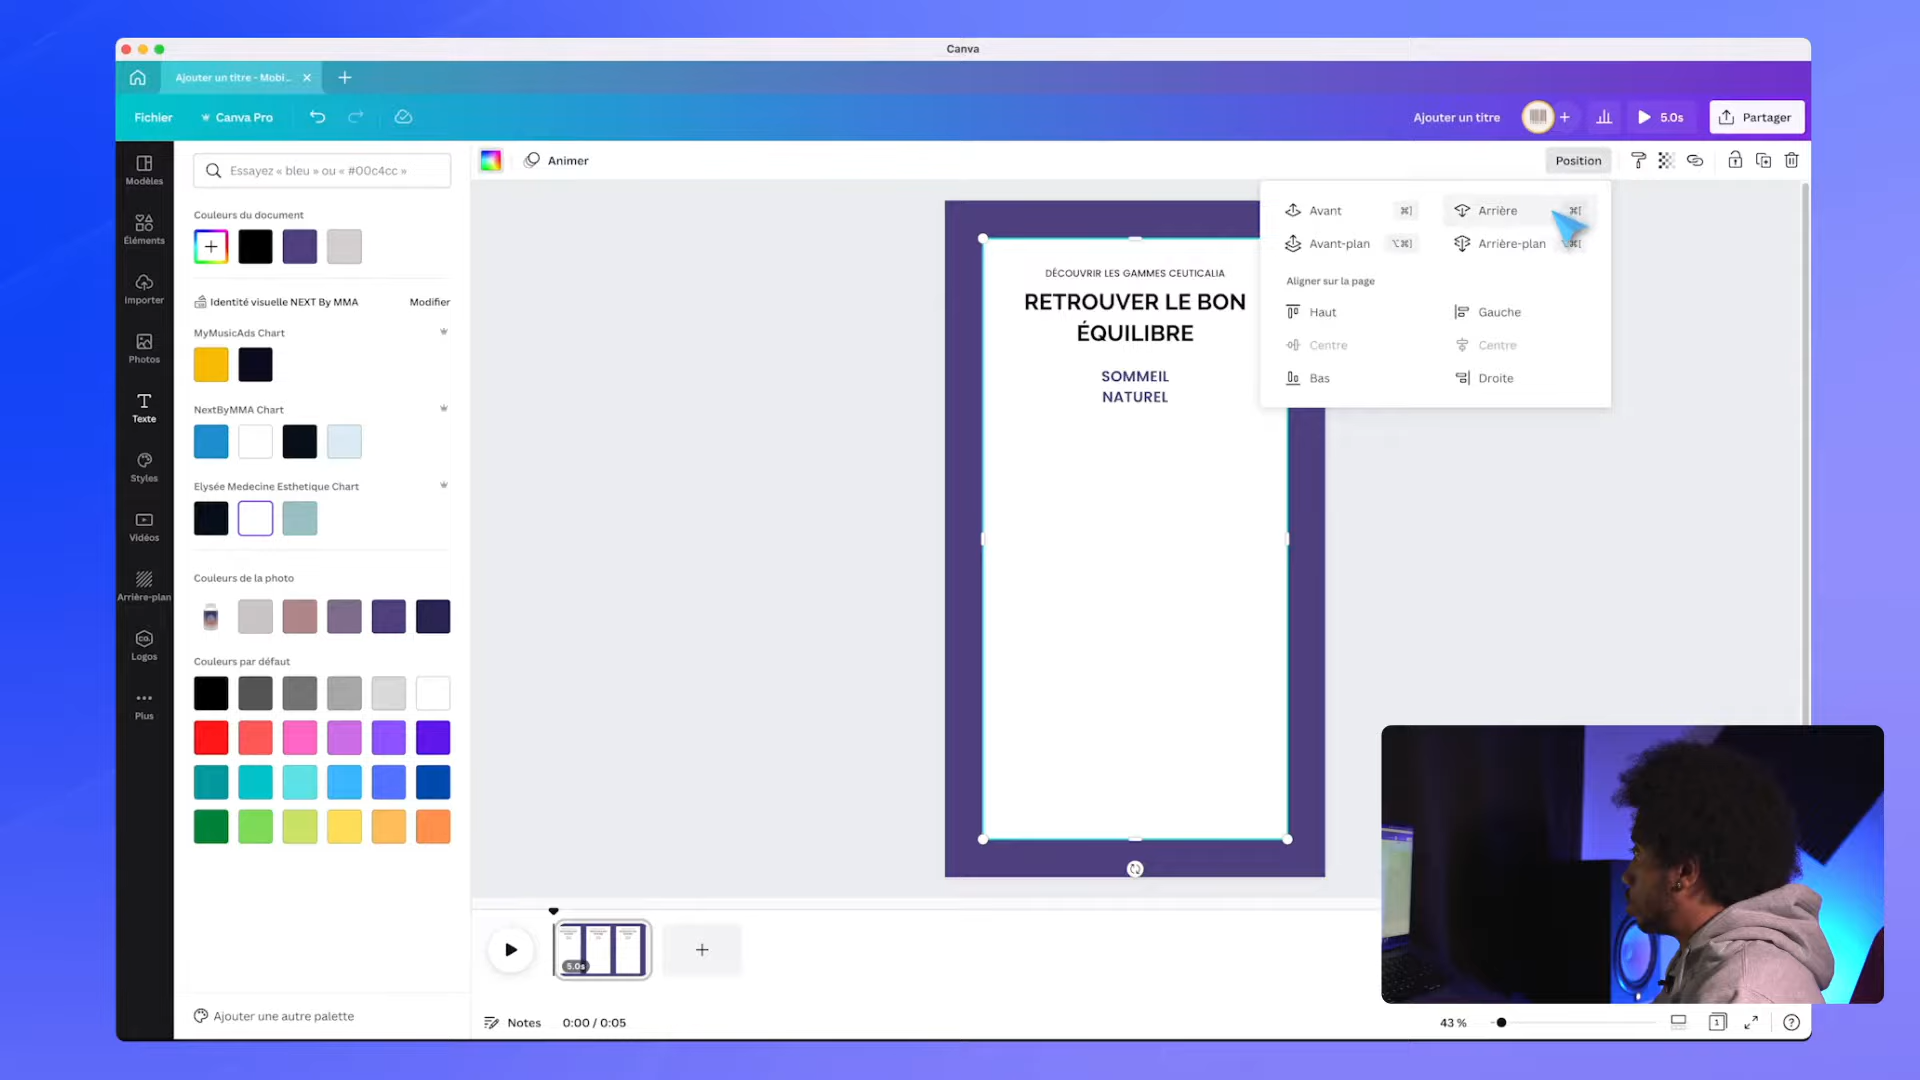 Canva
Ajouter un titre - Mobi...
Fichier
Canva Pro
Ajouter un titre
5.0s
Partager
Modèles
Éléments
Importer
Photos
Texte
Styles
Vidéos
Arrière-plan
Logos
Plus
Essayez « bleu » ou « #00c4cc »
Couleurs du document
Identité visuelle NEXT By MMA
Modifier
MyMusicAds Chart
NextByMMA Chart
Elysée Medecine Esthetique Chart
Couleurs de la photo
Couleurs par défaut
Ajouter une autre palette
Animer
Position
Avant ⌘]
Arrière ⌘[
Avant-plan ⌥⌘]
Arrière-plan ⌥⌘[
Aligner sur la page
Haut
Gauche
Centre
Centre
Bas
Droite
DÉCOUVRIR LES GAMMES CEUTICALIA
RETROUVER LE BON
ÉQUILIBRE
SOMMEIL
NATUREL
5.0s
Notes
0:00 / 0:05
43 %
1